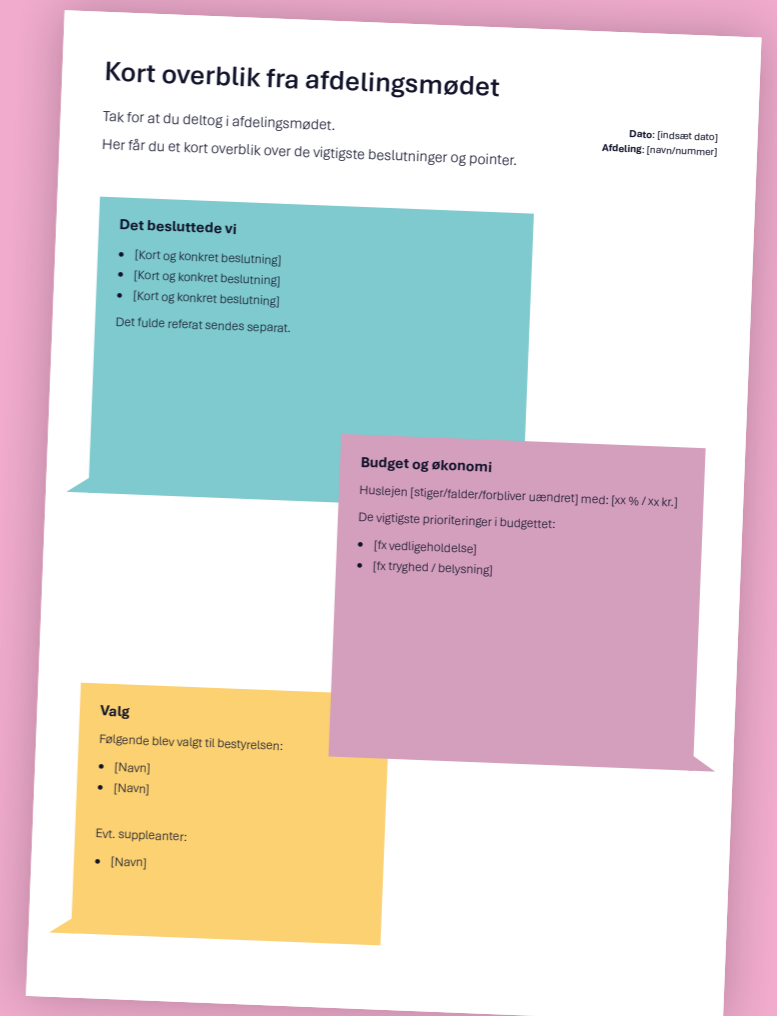 Kort overblik fra afdelingsmødet
Tak for at du deltog i afdelingsmødet.
Her får du et kort overblik over de vigtigste beslutninger og pointer.
Dato: [indsæt dato]
Afdeling: [navn/nummer]
Det besluttede vi
• [Kort og konkret beslutning]
• [Kort og konkret beslutning]
• [Kort og konkret beslutning]
Det fulde referat sendes separat.
Budget og økonomi
Huslejen [stiger/falder/forbliver uændret] med: [xx % / xx kr.]
De vigtigste prioriteringer i budgettet:
• [fx vedligeholdelse]
• [fx tryghed / belysning]
Valg
Følgende blev valgt til bestyrelsen:
• [Navn]
• [Navn]
Evt. suppleanter:
• [Navn]